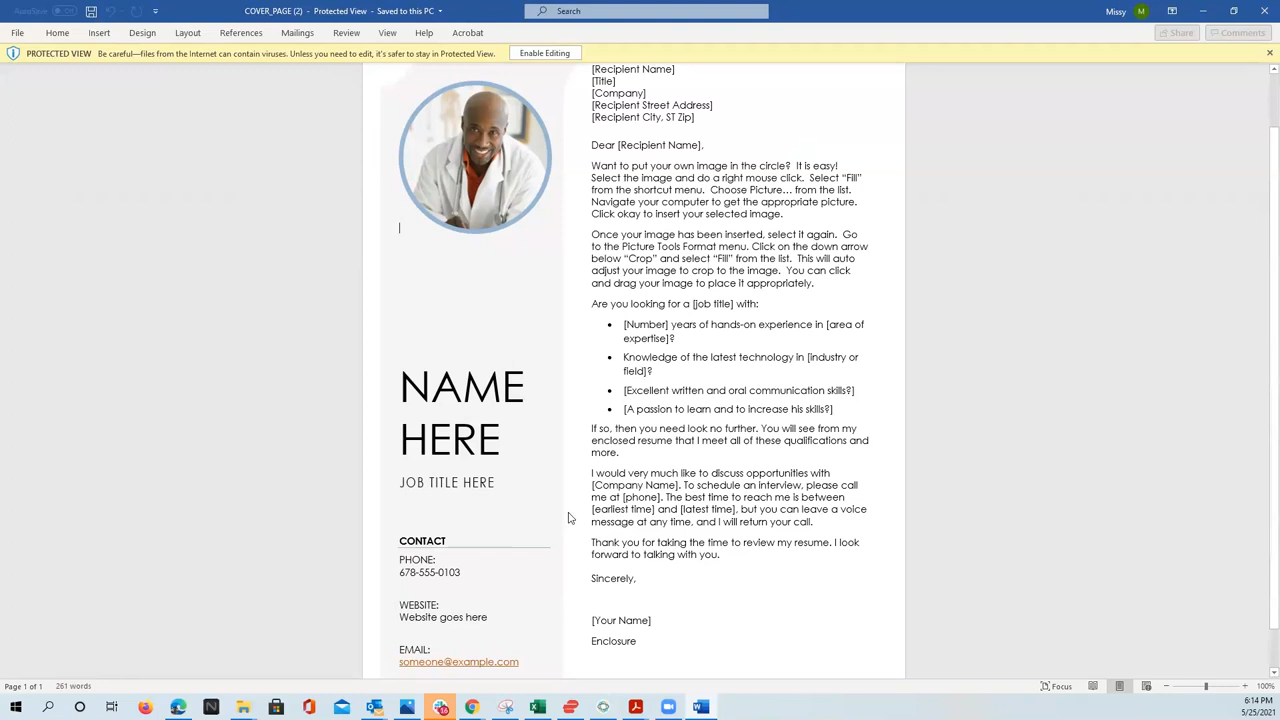 AutoSave
COVER_PAGE (2) - Protected View - Saved to this PC
Search
Missy
M
File Home Insert Design Layout References Mailings Review View Help Acrobat
Share
Comments
PROTECTED VIEW Be careful—files from the Internet can contain viruses. Unless you need to edit, it's safer to stay in Protected View.
Enable Editing
[Recipient Name]
[Title]
[Company]
[Recipient Street Address]
[Recipient City, ST Zip]
Dear [Recipient Name],
Want to put your own image in the circle? It is easy!
Select the image and do a right mouse click. Select “Fill”
from the shortcut menu. Choose Picture… from the list.
Navigate your computer to get the appropriate picture.
Click okay to insert your selected image.
Once your image has been inserted, select it again. Go
to the Picture Tools Format menu. Click on the down arrow
below “Crop” and select “Fill” from the list. This will auto
adjust your image to crop to the image. You can click
and drag your image to place it appropriately.
Are you looking for a [job title] with:
• [Number] years of hands-on experience in [area of
expertise]?
• Knowledge of the latest technology in [industry or
field]?
• [Excellent written and oral communication skills?]
• [A passion to learn and to increase his skills?]
If so, then you need look no further. You will see from my
enclosed resume that I meet all of these qualifications and
more.
I would very much like to discuss opportunities with
[Company Name]. To schedule an interview, please call
me at [phone]. The best time to reach me is between
[earliest time] and [latest time], but you can leave a voice
message at any time, and I will return your call.
Thank you for taking the time to review my resume. I look
forward to talking with you.
Sincerely,
[Your Name]
Enclosure
NAME
HERE
JOB TITLE HERE
CONTACT
PHONE:
678-555-0103
WEBSITE:
Website goes here
EMAIL:
someone@example.com
Page 1 of 1 261 words
Focus
100%
6:14 PM
5/25/2021